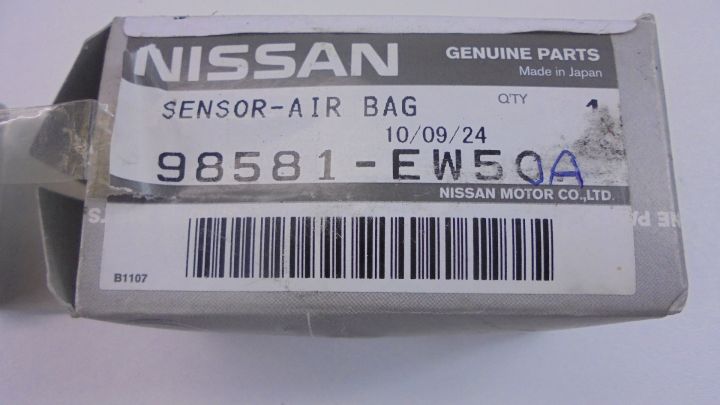 NISSAN
GENUINE PARTS
Made in Japan
SENSOR-AIR BAG
QTY 1
10/09/24
98581-EW50A
NISSAN MOTOR CO.,LTD.
B1107